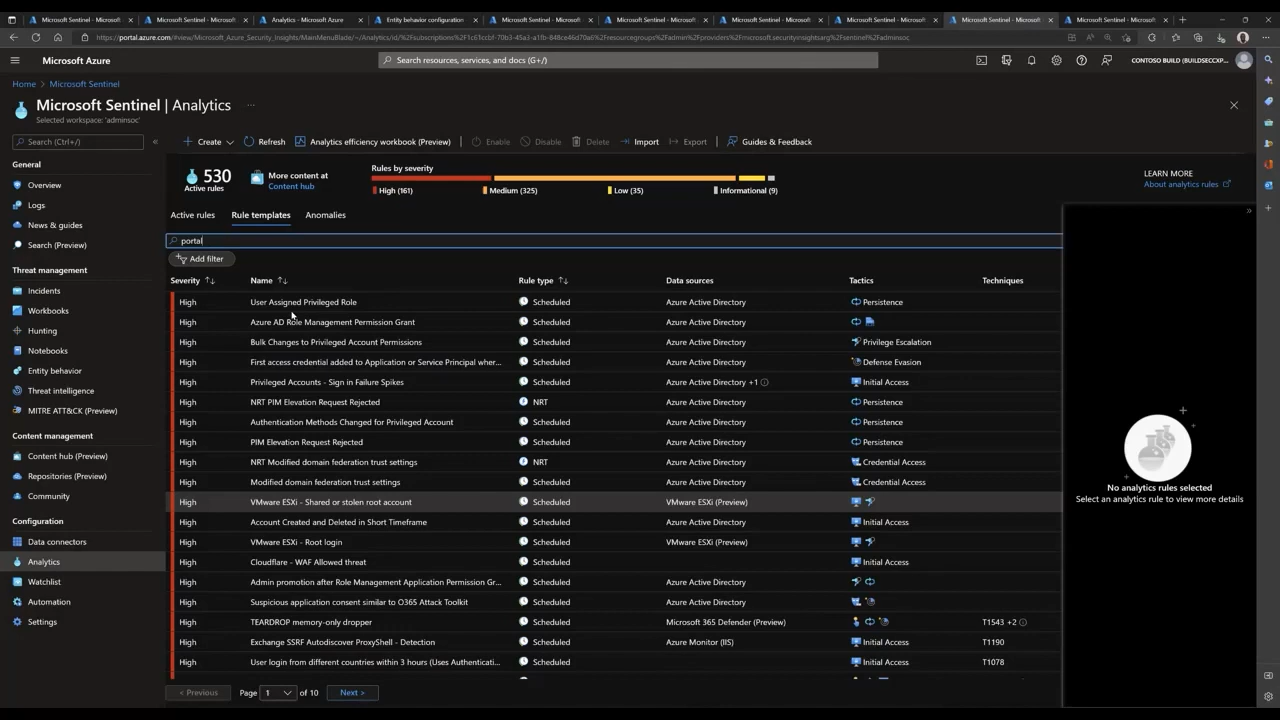 Microsoft Sentinel - Microsoft
Microsoft Sentinel - Microsoft
Analytics - Microsoft Azure
Entity behavior configuration
Microsoft Sentinel - Microsoft
Microsoft Sentinel - Microsoft
Microsoft Sentinel - Microsoft
Microsoft Sentinel - Microsoft
Microsoft Sentinel - Microsoft
Microsoft Sentinel - Microsoft
Microsoft Azure
Search resources, services, and docs (G+/)
CONTOSO BUILD (BUILDSECCXP...
Home > Microsoft Sentinel >
Microsoft Sentinel | Analytics ...
Selected workspace: 'adminsoc'
Search (Ctrl+/) «
Create Refresh Analytics efficiency workbook (Preview) Enable Disable Delete Import Export Guides & Feedback
General
Overview
Logs
News & guides
Search (Preview)
Threat management
Incidents
Workbooks
Hunting
Notebooks
Entity behavior
Threat intelligence
MITRE ATT&CK (Preview)
Content management
Content hub (Preview)
Repositories (Preview)
Community
Configuration
Data connectors
Analytics
Watchlist
Automation
Settings
530
Active rules
More content at
Content hub
Rules by severity
High (161) Medium (325) Low (35) Informational (9)
LEARN MORE
About analytics rules
Active rules Rule templates Anomalies
portal
Add filter
Severity Name Rule type Data sources Tactics Techniques
High User Assigned Privileged Role Scheduled Azure Active Directory Persistence
High Azure AD Role Management Permission Grant Scheduled Azure Active Directory
High Bulk Changes to Privileged Account Permissions Scheduled Azure Active Directory Privilege Escalation
High First access credential added to Application or Service Principal wher... Scheduled Azure Active Directory Defense Evasion
High Privileged Accounts - Sign in Failure Spikes Scheduled Azure Active Directory +1 Initial Access
High NRT PIM Elevation Request Rejected NRT Azure Active Directory Persistence
High Authentication Methods Changed for Privileged Account Scheduled Azure Active Directory Persistence
High PIM Elevation Request Rejected Scheduled Azure Active Directory Persistence
High NRT Modified domain federation trust settings NRT Azure Active Directory Credential Access
High Modified domain federation trust settings Scheduled Azure Active Directory Credential Access
High VMware ESXi - Shared or stolen root account Scheduled VMware ESXi (Preview)
High Account Created and Deleted in Short Timeframe Scheduled Azure Active Directory Initial Access
High VMware ESXi - Root login Scheduled VMware ESXi (Preview)
High Cloudflare - WAF Allowed threat Scheduled Initial Access
High Admin promotion after Role Management Application Permission Gr... Scheduled Azure Active Directory
High Suspicious application consent similar to O365 Attack Toolkit Scheduled Azure Active Directory
High TEARDROP memory-only dropper Scheduled Microsoft 365 Defender (Preview) T1543 +2
High Exchange SSRF Autodiscover ProxyShell - Detection Scheduled Azure Monitor (IIS) Initial Access T1190
High User login from different countries within 3 hours (Uses Authenticati... Scheduled Initial Access T1078
< Previous Page 1 of 10 Next >
»
No analytics rules selected
Select an analytics rule to view more details